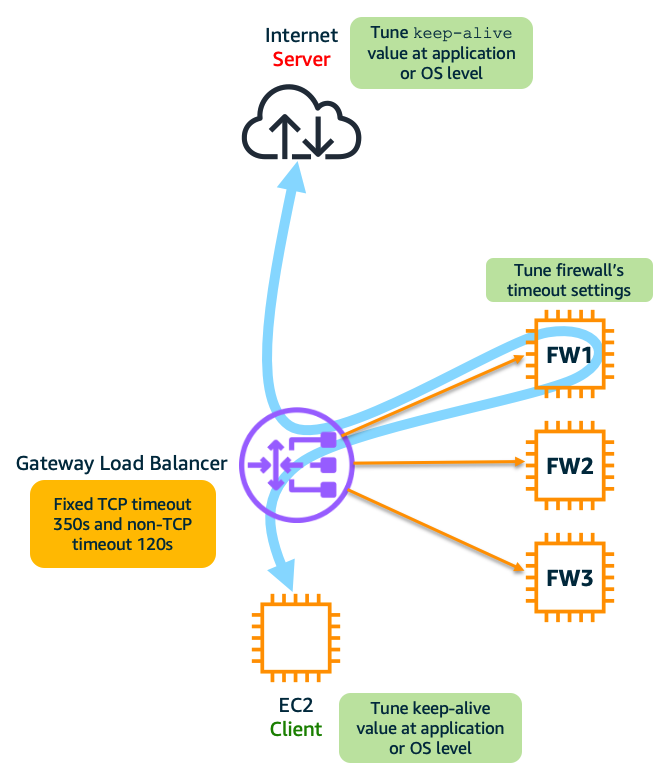 Internet
Server
Tune keep-alive
value at application
or OS level
Tune firewall's
timeout settings
FW1
FW2
FW3
Gateway Load Balancer
Fixed TCP timeout
350s and non-TCP
timeout 120s
EC2
Client
Tune keep-alive
value at application
or OS level